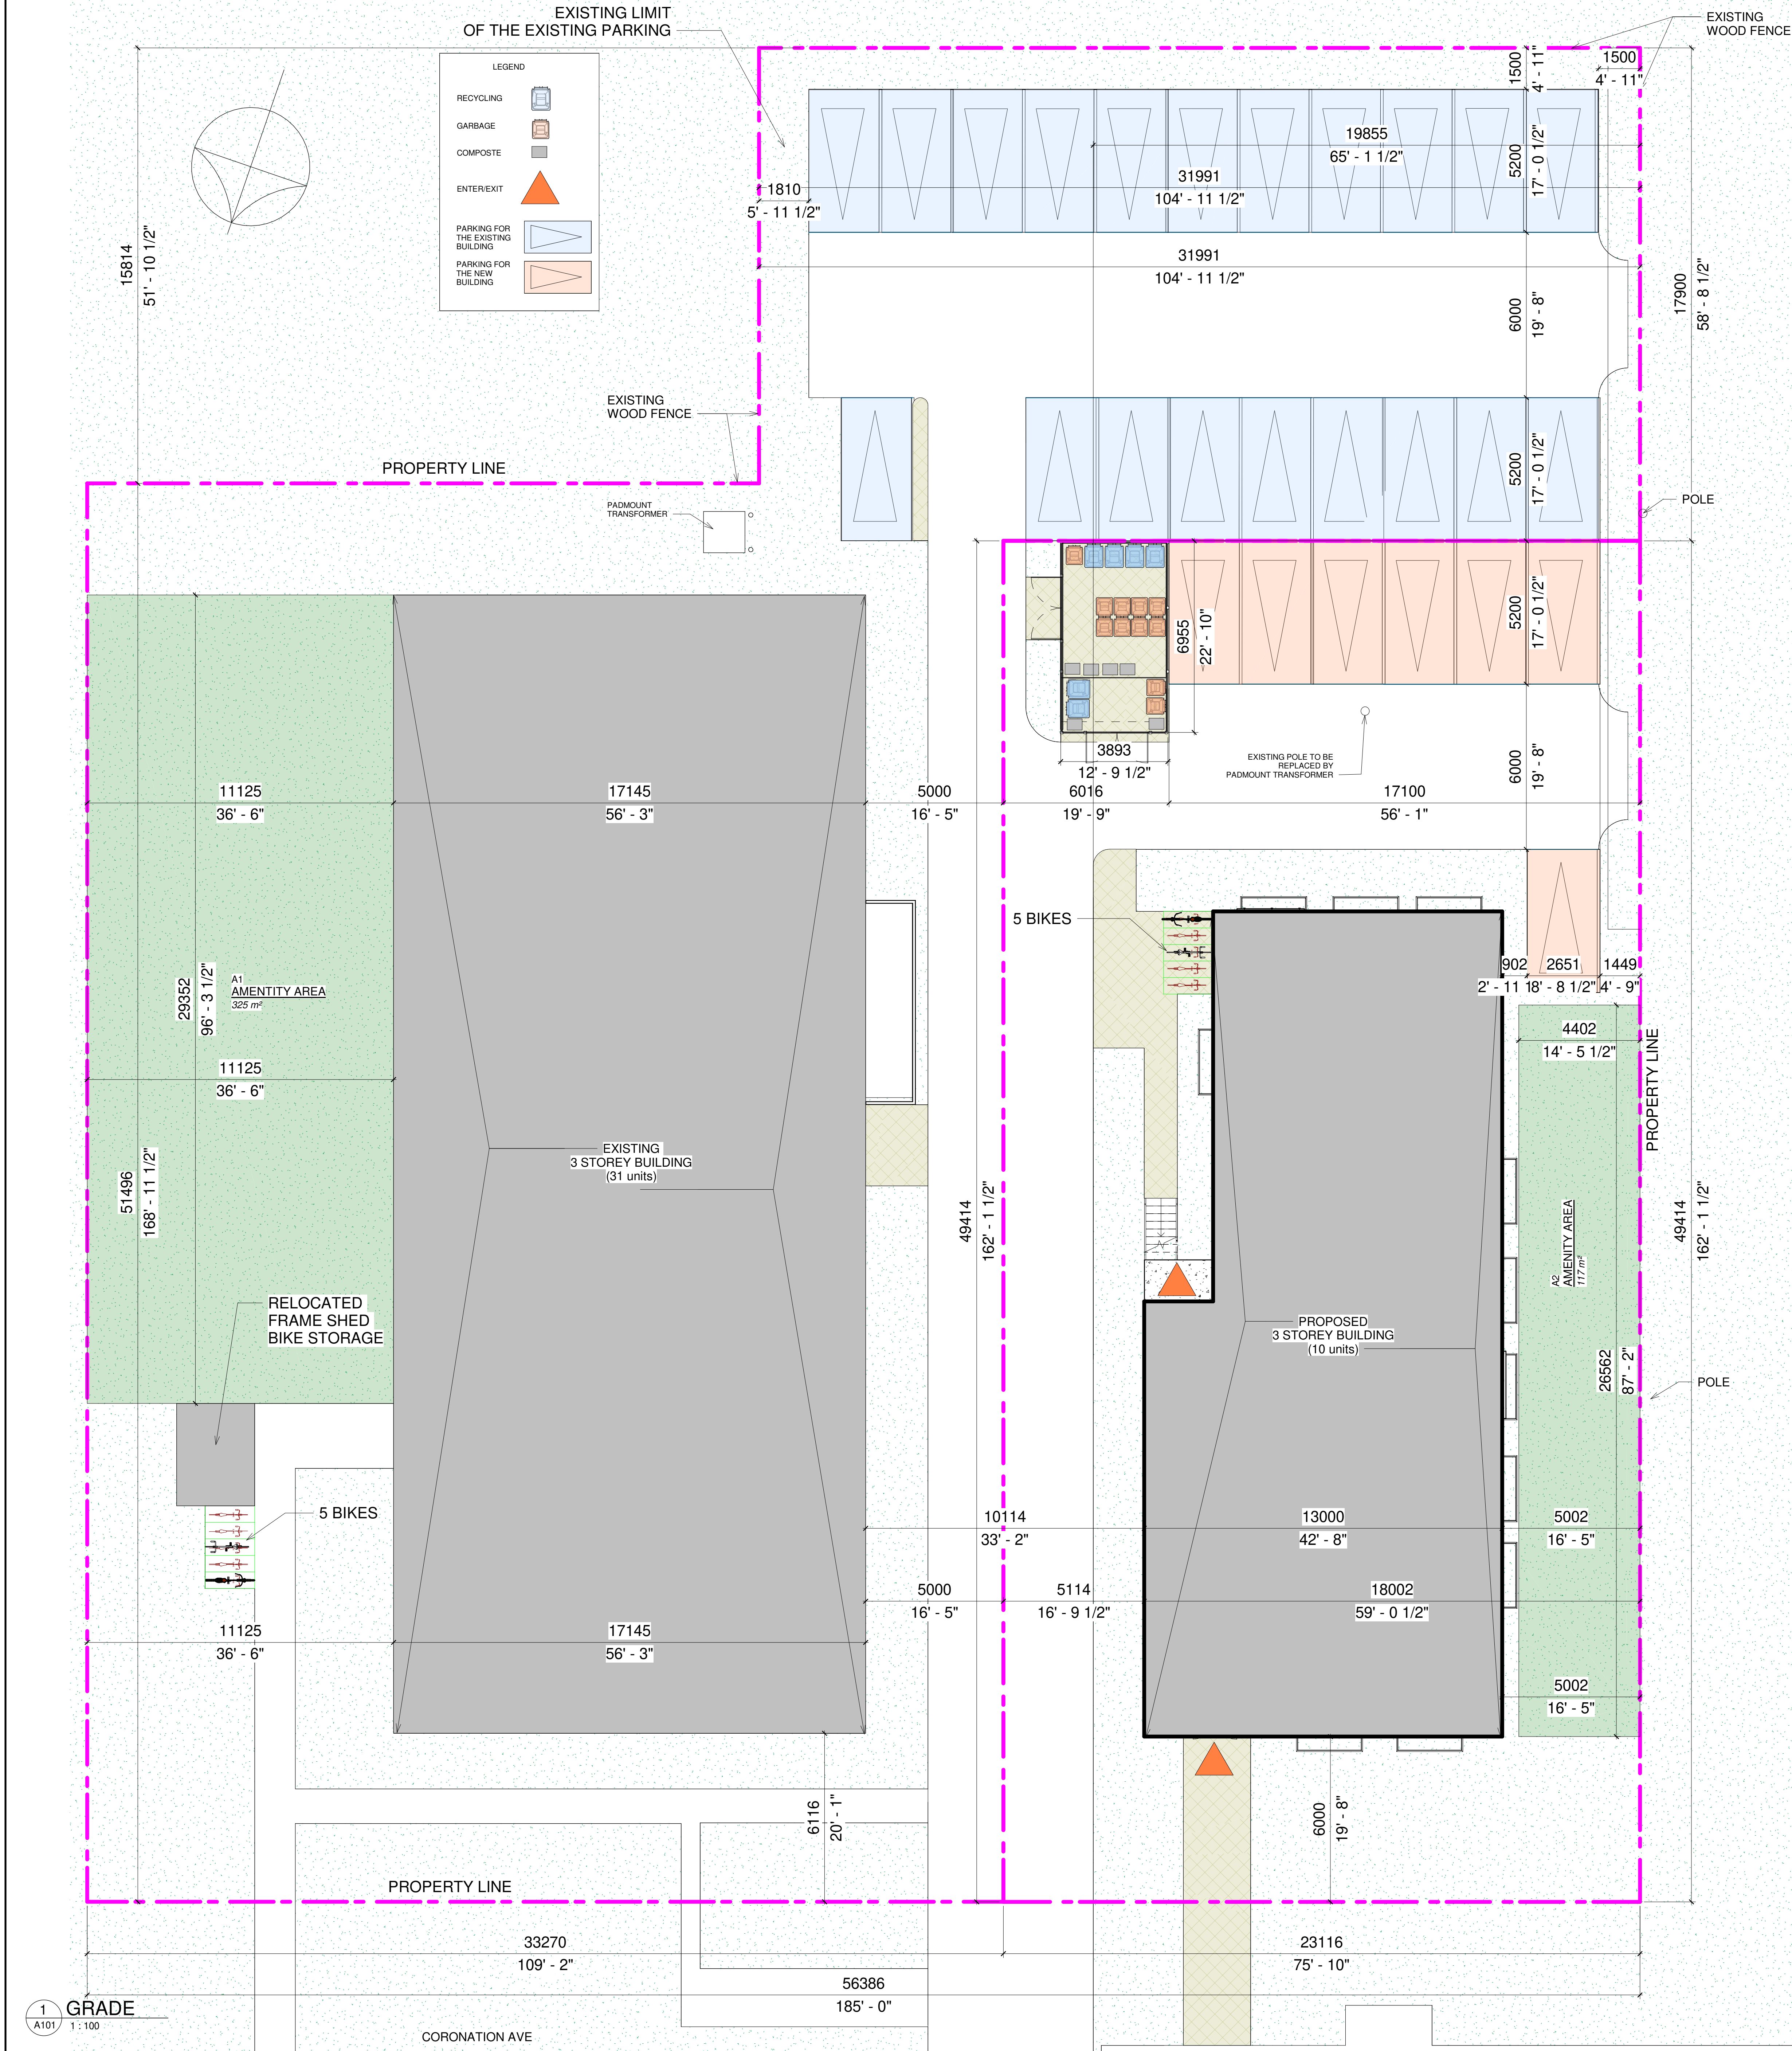 EXISTING LIMIT
OF THE EXISTING PARKING
EXISTING
WOOD FENCE
LEGEND
RECYCLING
GARBAGE
COMPOSTE
ENTER/EXIT
PARKING FOR
THE EXISTING
BUILDING
PARKING FOR
THE NEW
BUILDING
1500
4' - 11"
1500
4' - 11"
19855
65' - 1 1/2"
5200
17' - 0 1/2"
31991
104' - 11 1/2"
1810
5' - 11 1/2"
31991
104' - 11 1/2"
15814
51' - 10 1/2"
17900
58' - 8 1/2"
6000
19' - 8"
EXISTING
WOOD FENCE
PROPERTY LINE
PADMOUNT
TRANSFORMER
5200
17' - 0 1/2"
POLE
5200
17' - 0 1/2"
6955
22' - 10"
3893
12' - 9 1/2"
EXISTING POLE TO BE
REPLACED BY
PADMOUNT TRANSFORMER
6000
19' - 8"
11125
36' - 6"
17145
56' - 3"
5000
16' - 5"
6016
19' - 9"
17100
56' - 1"
5 BIKES
902
2' - 11 1
2651
8' - 8 1/2"
1449
4' - 9"
29352
96' - 3 1/2"
A1
AMENTITY AREA
325 m²
4402
14' - 5 1/2"
PROPERTY LINE
11125
36' - 6"
EXISTING
3 STOREY BUILDING
(31 units)
51496
168' - 11 1/2"
49414
162' - 1 1/2"
A2
AMENITY AREA
117 m²
49414
162' - 1 1/2"
RELOCATED
FRAME SHED
BIKE STORAGE
PROPOSED
3 STOREY BUILDING
(10 units)
26562
87' - 2"
POLE
5 BIKES
10114
33' - 2"
13000
42' - 8"
5002
16' - 5"
5000
16' - 5"
5114
16' - 9 1/2"
18002
59' - 0 1/2"
11125
36' - 6"
17145
56' - 3"
5002
16' - 5"
6116
20' - 1"
6000
19' - 8"
PROPERTY LINE
33270
109' - 2"
23116
75' - 10"
56386
185' - 0"
1
A101
GRADE
1 : 100
CORONATION AVE